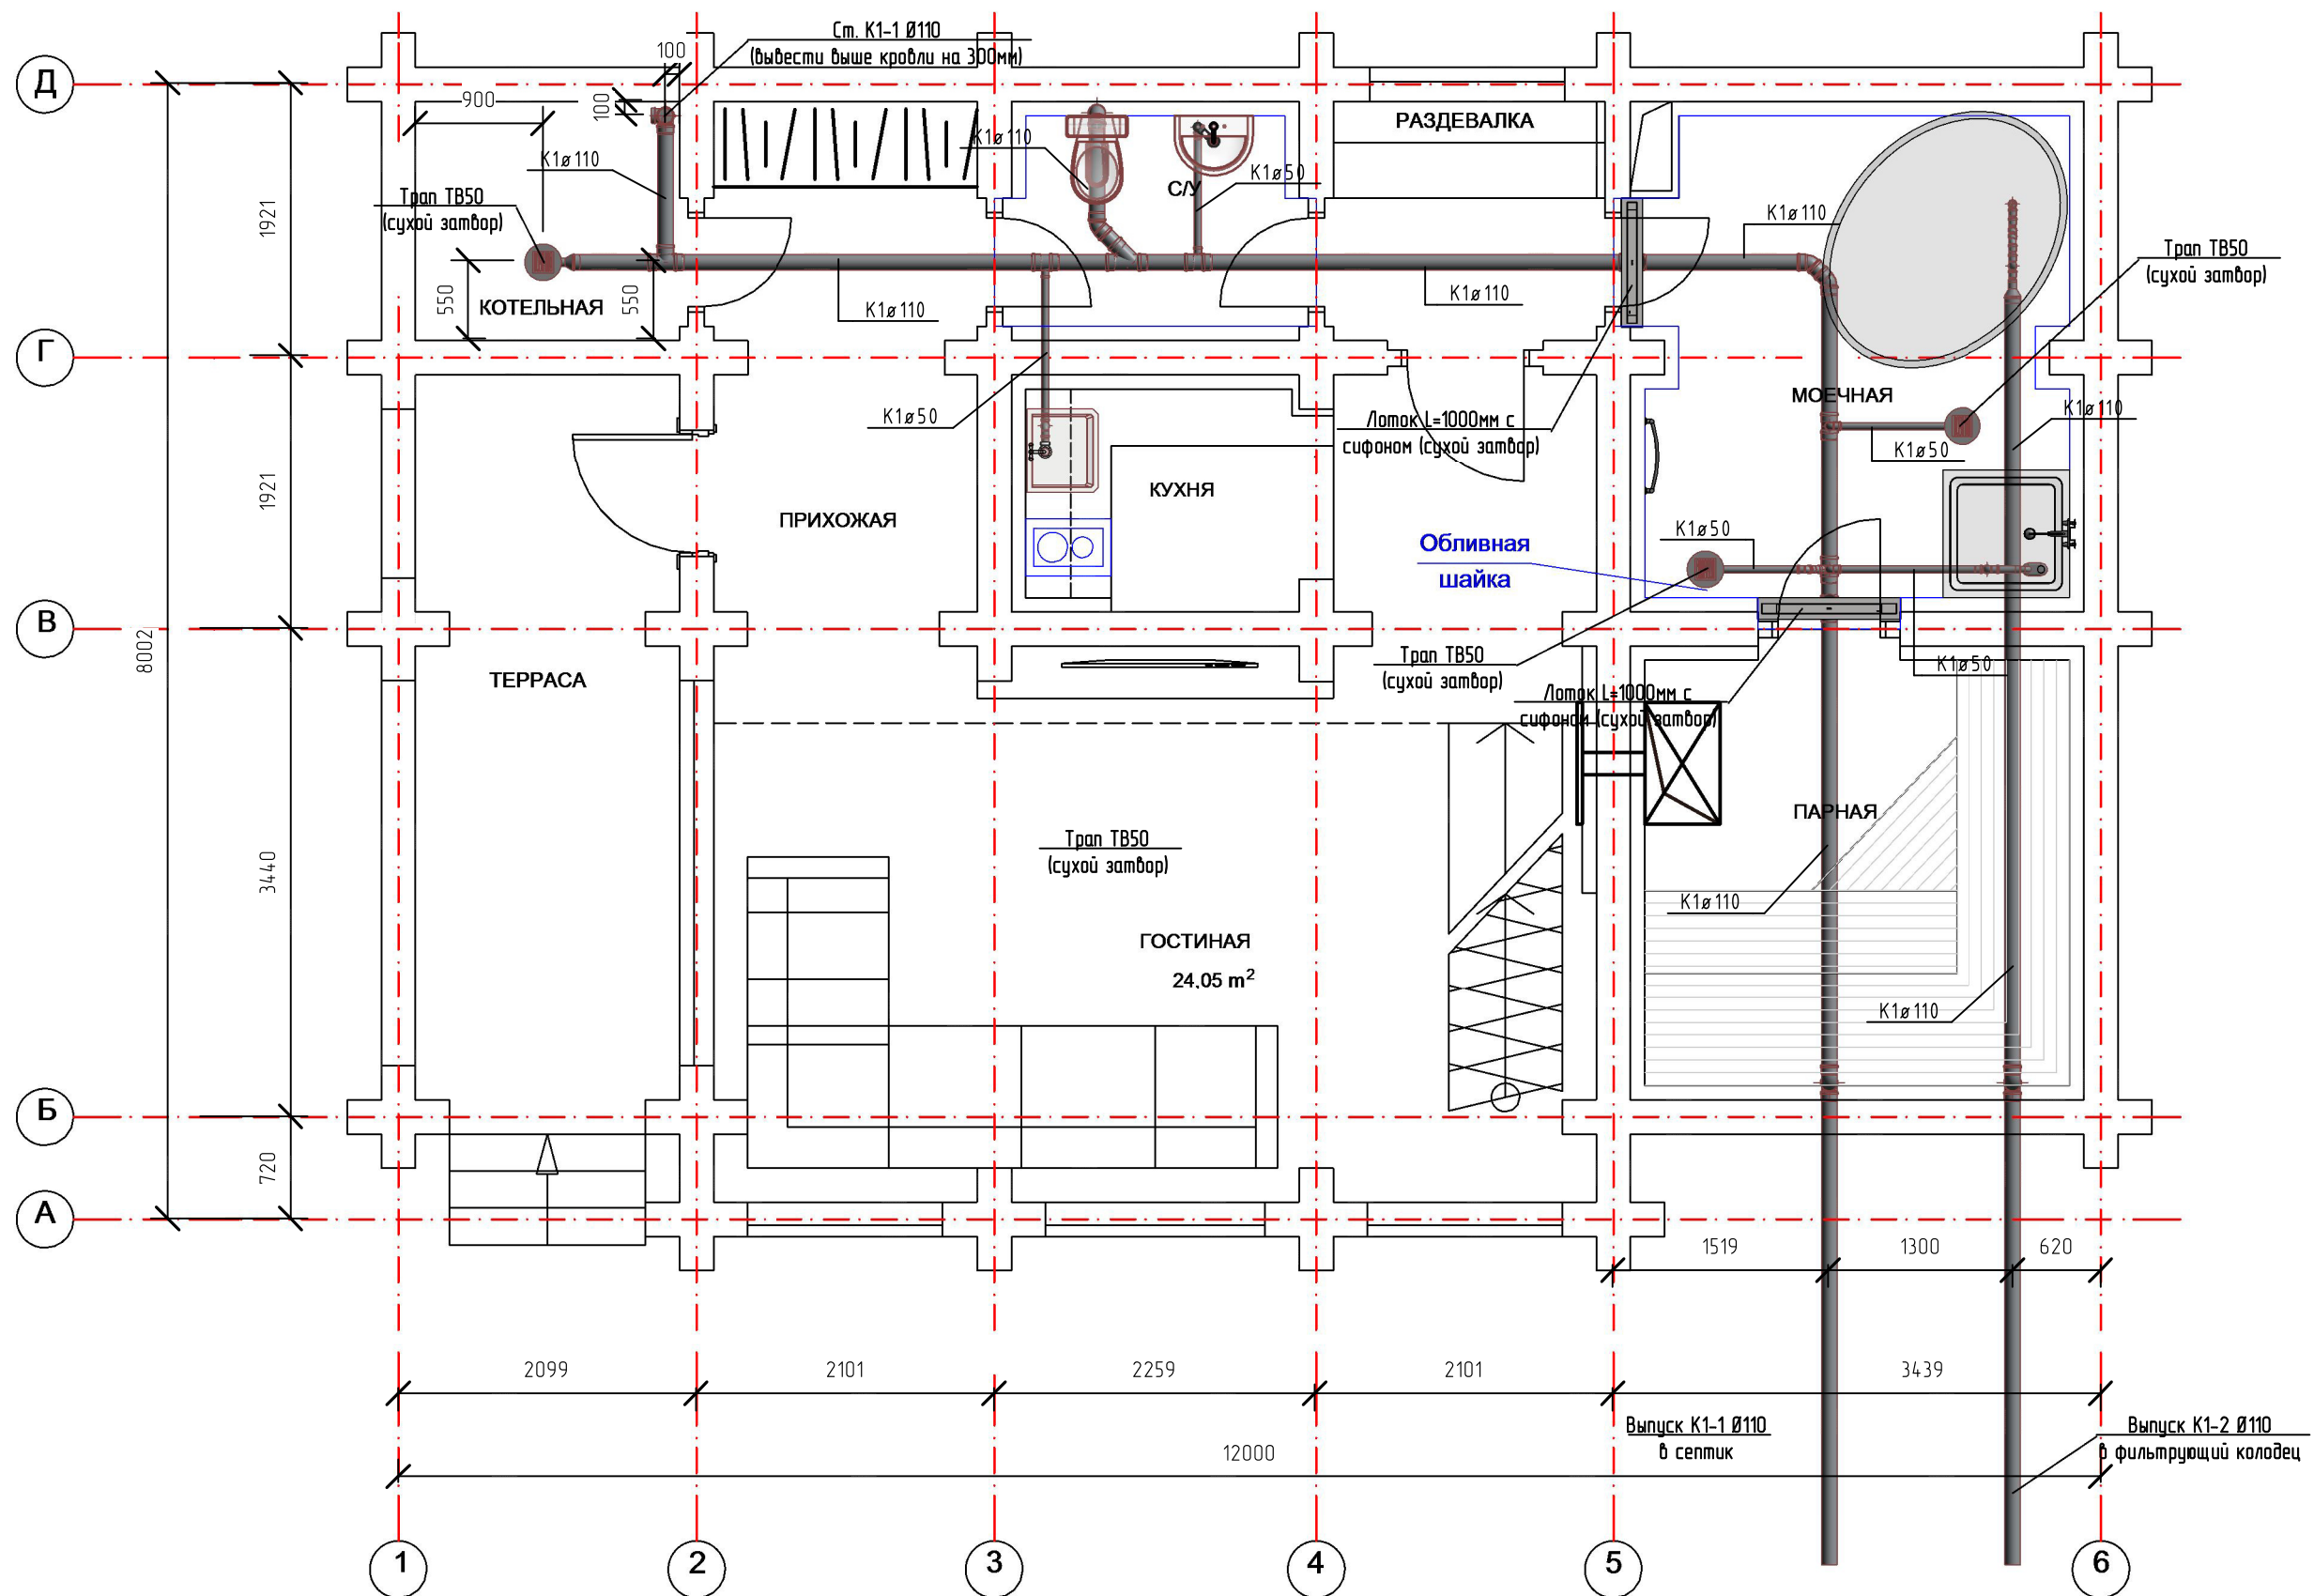 Ст. К1-1 Ø110
(вывести выше кровли на 300мм)
100
Д
900
100
К1ø110
РАЗДЕВАЛКА
К1ø110
К1ø50
С/У
Трап ТВ50
(сухой затвор)
1921
К1ø110
Трап ТВ50
(сухой затвор)
550
КОТЕЛЬНАЯ
550
К1ø110
К1ø110
Г
МОЕЧНАЯ
К1ø50
Лоток L=1000мм с
сифоном (сухой затвор)
К1ø110
К1ø50
1921
КУХНЯ
ПРИХОЖАЯ
Обливная
шайка
К1ø50
В
8002
Трап ТВ50
(сухой затвор)
К1ø50
ТЕРРАСА
Лоток L=1000мм с
сифоном (сухой затвор)
ПАРНАЯ
Трап ТВ50
(сухой затвор)
3440
К1ø110
ГОСТИНАЯ
24.05 m²
К1ø110
Б
720
А
1519
1300
620
2099
2101
2259
2101
3439
Выпуск К1-1 Ø110
в септик
Выпуск К1-2 Ø110
в фильтрующий колодец
12000
1
2
3
4
5
6